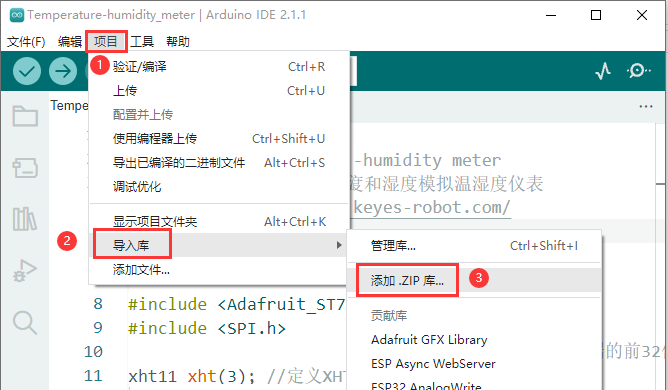 Temperature-humidity_meter | Arduino IDE 2.1.1
文件(F) 编辑 项目 工具 帮助
1
验证/编译 Ctrl+R
上传 Ctrl+U
配置并上传
使用编程器上传 Ctrl+Shift+U
导出已编译的二进制文件 Alt+Ctrl+S
调试优化
显示项目文件夹 Alt+Ctrl+K
2
导入库
添加文件...
管理库... Ctrl+Shift+I
添加 .ZIP 库...
3
贡献库
Adafruit GFX Library
ESP Async WebServer
ESP32 AnalogWrite
Tempe
-humidity meter
度和湿度模拟温湿度仪表
keyes-robot.com/
8 #include <Adafruit_ST7
9 #include <SPI.h>
10 的前32
11 xht11 xht(3); //定义XHT